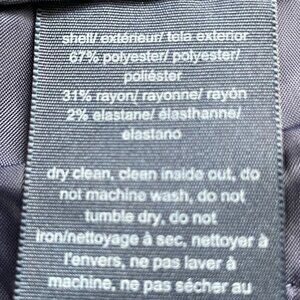 shell/ extérieur/ tela exterior
67% polyester/ polyester/
poliéster
31% rayon/ rayonne/ rayón
2% elastane/ élasthanne/
elastano
dry clean, clean inside out, do
not machine wash, do not
tumble dry, do not
iron/nettoyage à sec, nettoyer à
l'envers, ne pas laver à
machine, ne pas sécher au